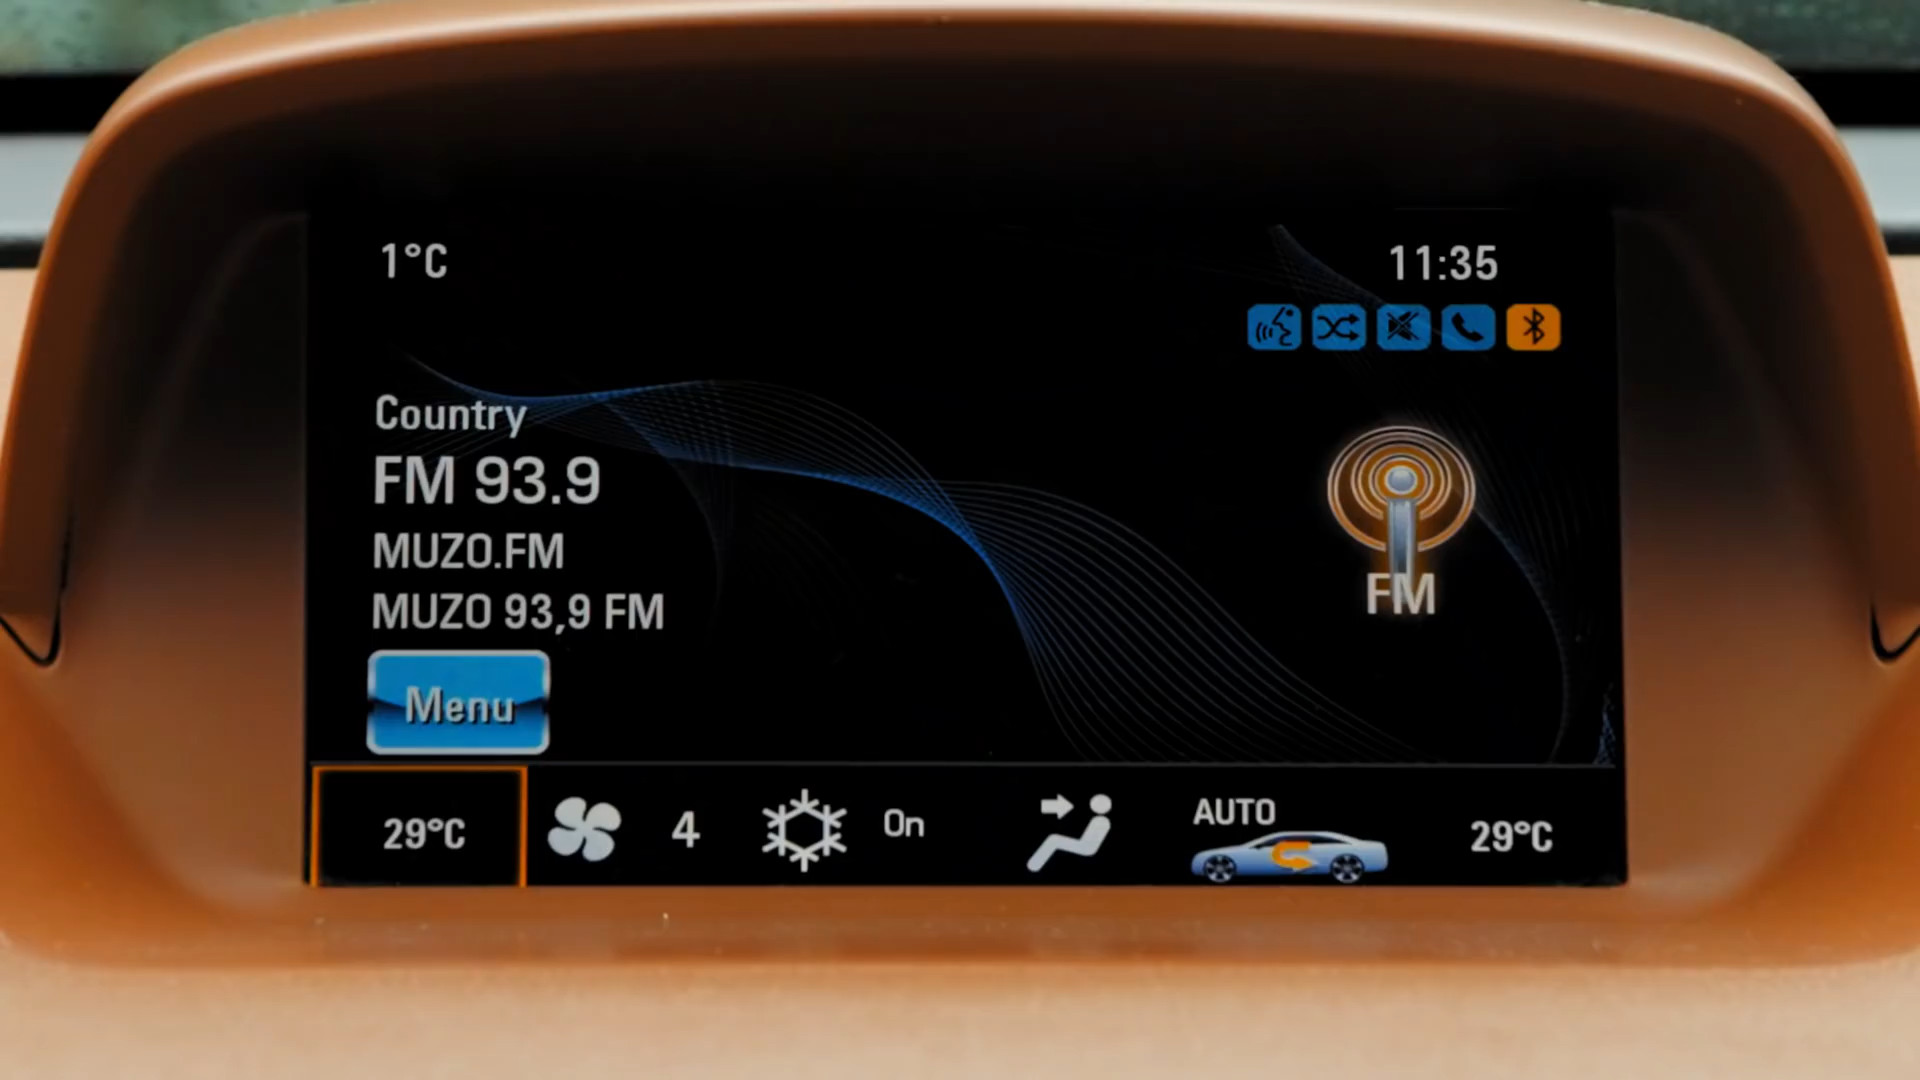 1°C
11:35
Country
FM 93.9
MUZO.FM
MUZO 93,9 FM
FM
Menu
29°C
4
On
AUTO
29°C